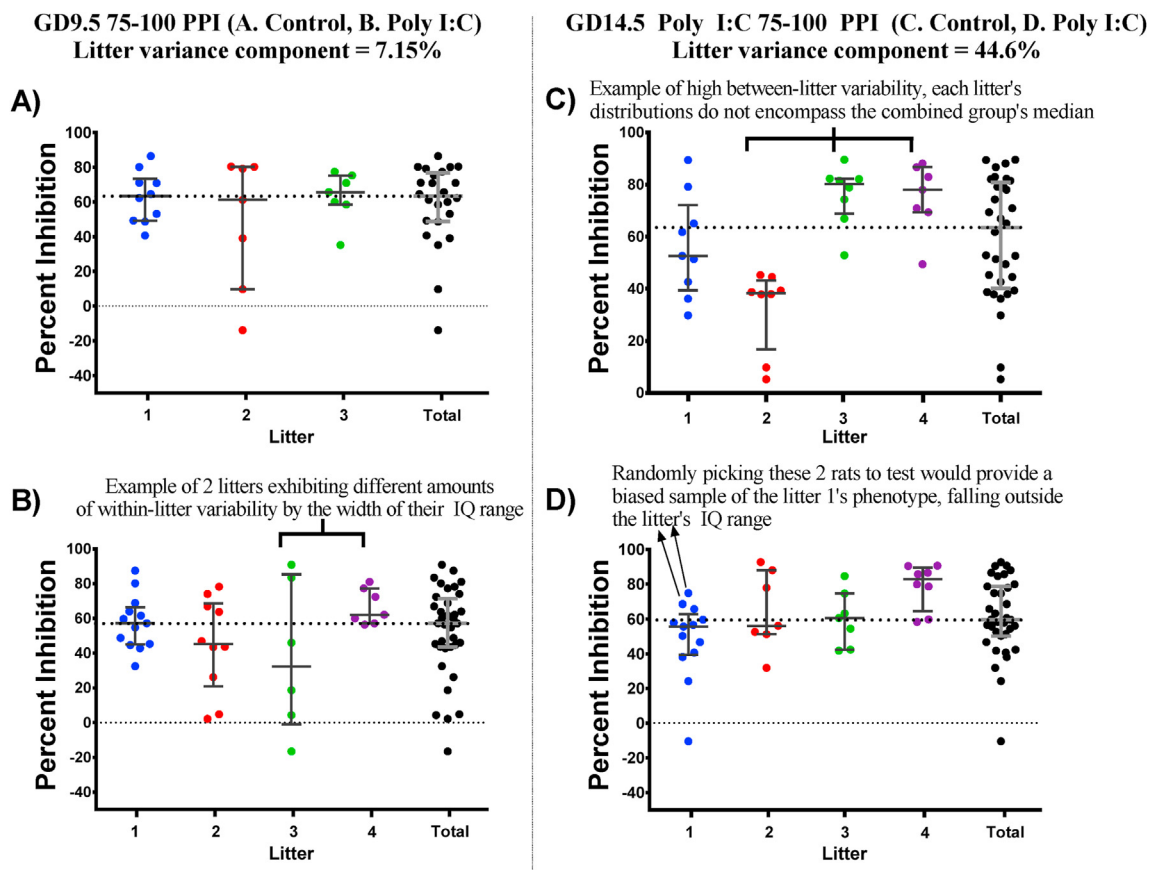 GD9.5 75-100 PPI (A. Control, B. Poly I:C)
Litter variance component = 7.15%
GD14.5 Poly I:C 75-100 PPI (C. Control, D. Poly I:C)
Litter variance component = 44.6%
A)
Percent Inhibition
100
80
60
40
20
0
-20
-40
1
2
3
Total
Litter
B)
Example of 2 litters exhibiting different amounts
of within-litter variability by the width of their IQ range
Percent Inhibition
100
80
60
40
20
0
-20
-40
1
2
3
4
Total
Litter
C)
Example of high between-litter variability, each litter's
distributions do not encompass the combined group's median
Percent Inhibition
100
80
60
40
20
0
1
2
3
4
Total
Litter
D)
Randomly picking these 2 rats to test would provide a
biased sample of the litter 1's phenotype, falling outside
the litter's IQ range
Percent Inhibition
100
80
60
40
20
0
-20
-40
1
2
3
4
Total
Litter